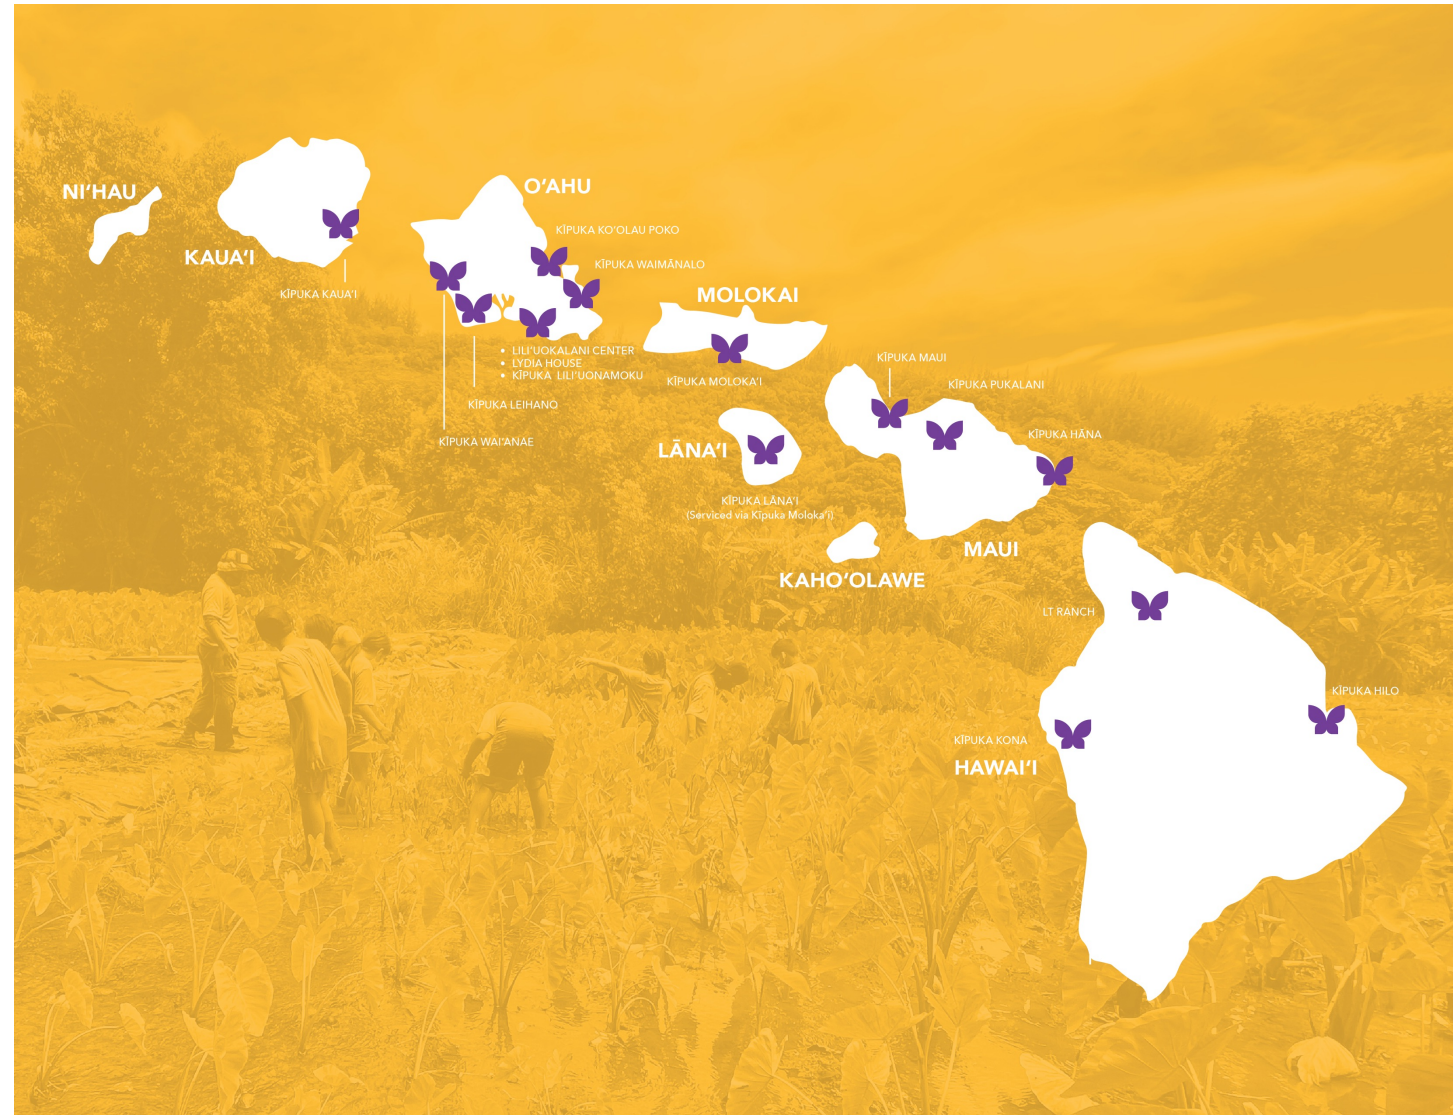 NI‘HAU
KAUA‘I
KĪPUKA KAUA‘I
O‘AHU
KĪPUKA KO‘OLAU POKO
KĪPUKA WAIMĀNALO
• LILI‘UOKALANI CENTER
• LYDIA HOUSE
• KĪPUKA LILI‘UONAMOKU
KĪPUKA LEIHANO
KĪPUKA WAI‘ANAE
MOLOKAI
KĪPUKA MOLOKA‘I
LĀNA‘I
KĪPUKA LĀNA‘I
(Serviced via Kīpuka Moloka‘i)
KĪPUKA MAUI
KĪPUKA PUKALANI
KĪPUKA HĀNA
MAUI
KAHO‘OLAWE
LT RANCH
KĪPUKA HILO
KĪPUKA KONA
HAWAI‘I